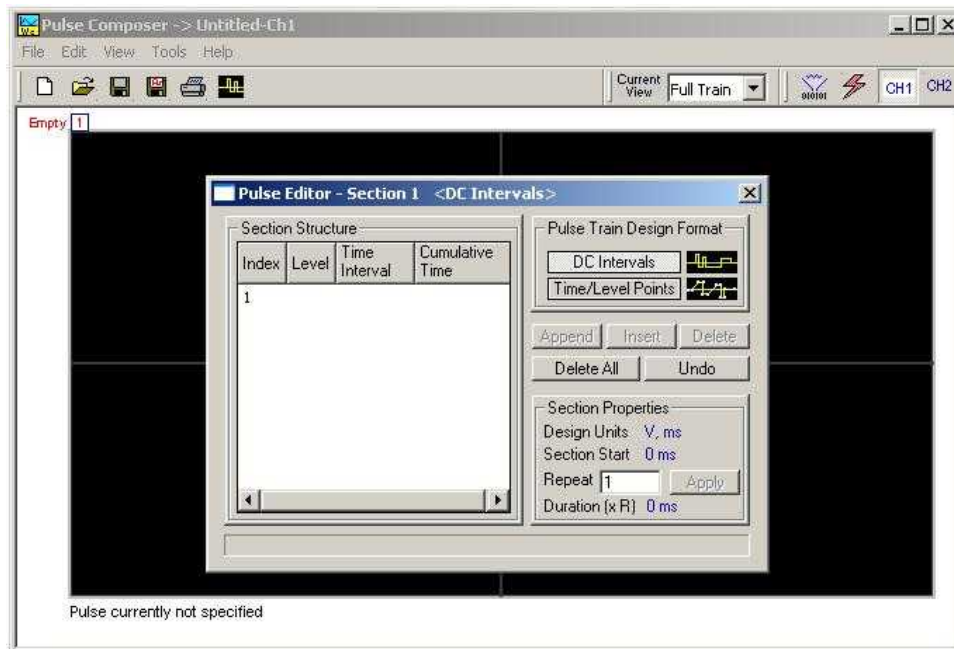 Pulse Composer -> Untitled-Ch1
File Edit View Tools Help
Current View Full Train CH1 CH2
Empty 1
Pulse Editor - Section 1 <DC Intervals>
Section Structure
Index Level Time Interval Cumulative Time
1
Pulse Train Design Format
DC Intervals
Time/Level Points
Append Insert Delete
Delete All Undo
Section Properties
Design Units V, ms
Section Start 0 ms
Repeat 1 Apply
Duration (x R) 0 ms
Pulse currently not specified